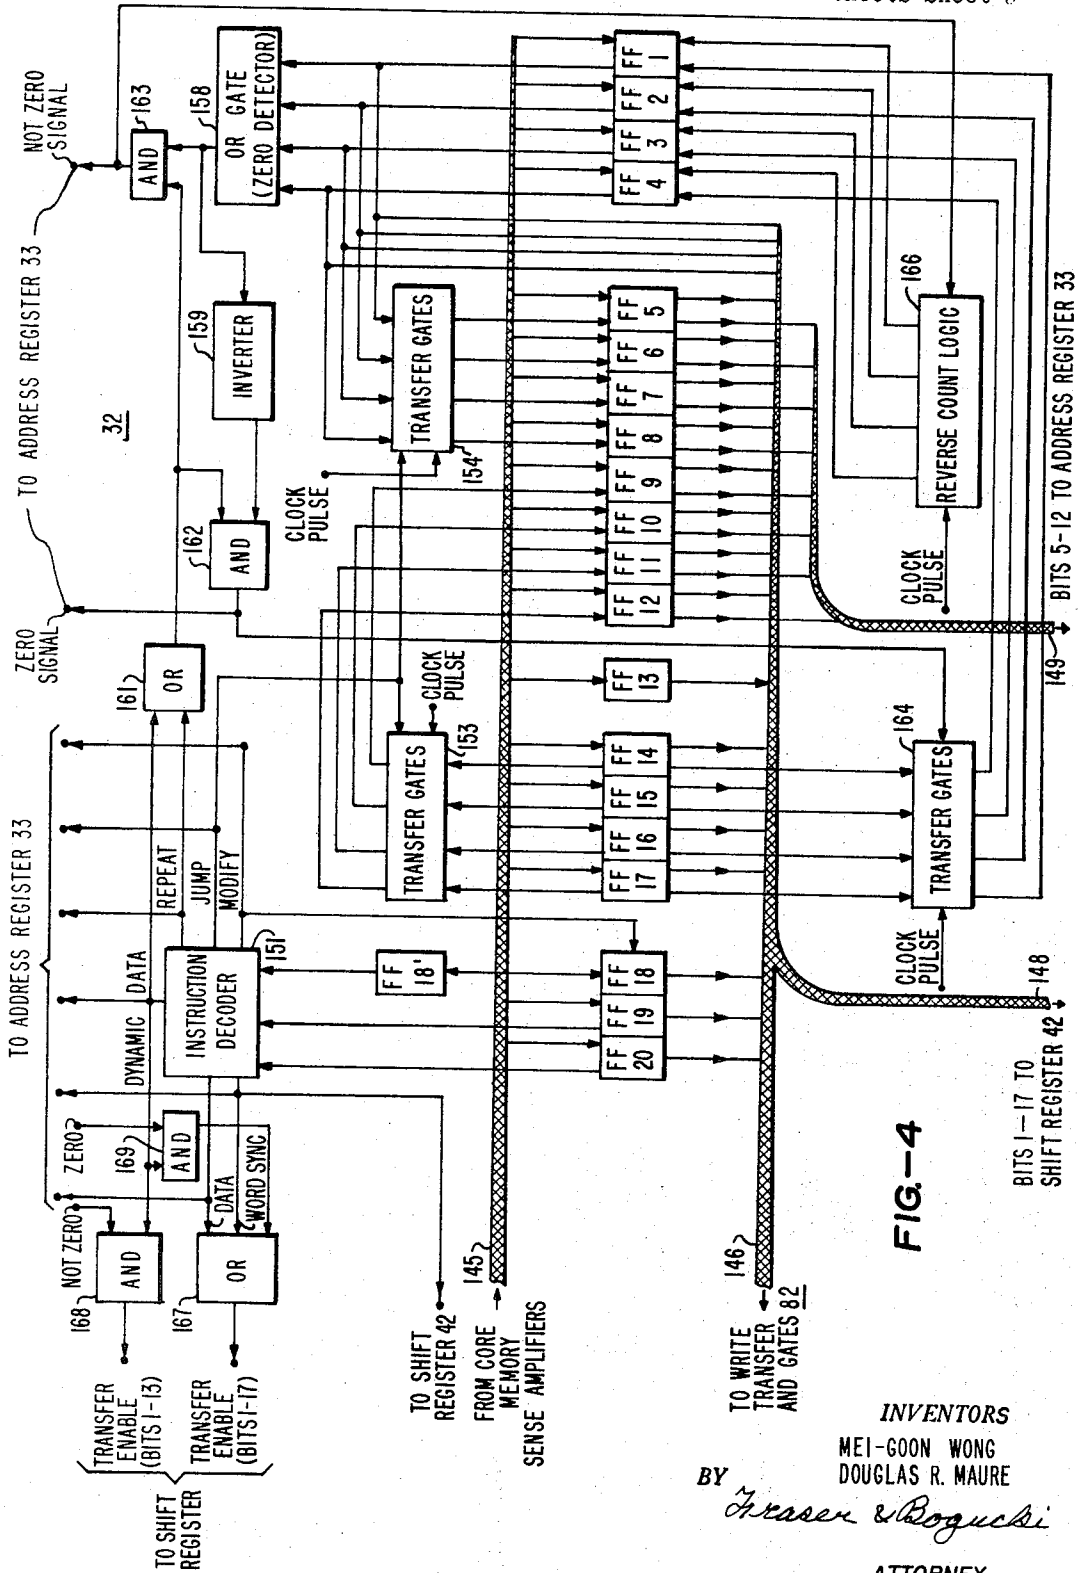 TO ADDRESS REGISTER 33
NOT ZERO
SIGNAL
163
AND
158
OR GATE
(ZERO DETECTOR)
159
INVERTER
32
162
AND
ZERO
SIGNAL
TO ADDRESS REGISTER 33
161
OR
REPEAT
JUMP
MODIFY
DYNAMIC DATA
INSTRUCTION
DECODER
151
ZERO
169
AND
NOT ZERO
AND
168
DATA
WORD SYNC
OR
167
TRANSFER
ENABLE
(BITS 1-13)
TRANSFER
ENABLE
(BITS 1-17)
TO SHIFT
REGISTER
CLOCK
PULSE
TRANSFER GATES
154
CLOCK
PULSE
TRANSFER GATES
153
FF
18'
TO SHIFT
REGISTER 42
145
FROM CORE
MEMORY
SENSE AMPLIFIERS
FF
20
FF
19
FF
18
FF
17
FF
16
FF
15
FF
14
FF
13
FF
12
FF
11
FF
10
FF
9
FF
8
FF
7
FF
6
FF
5
FF
4
FF
3
FF
2
FF
1
146
TO WRITE
TRANSFER
AND GATES 82
CLOCK
PULSE
TRANSFER GATES
164
CLOCK
PULSE
REVERSE COUNT LOGIC
166
148
BITS 1-17 TO
SHIFT REGISTER 42
149
BITS 5-12 TO ADDRESS REGISTER 33
FIG.-4
INVENTORS
MEI-GOON WONG
DOUGLAS R. MAURE
BY
Fraser & Bogucki
ATTORNEY